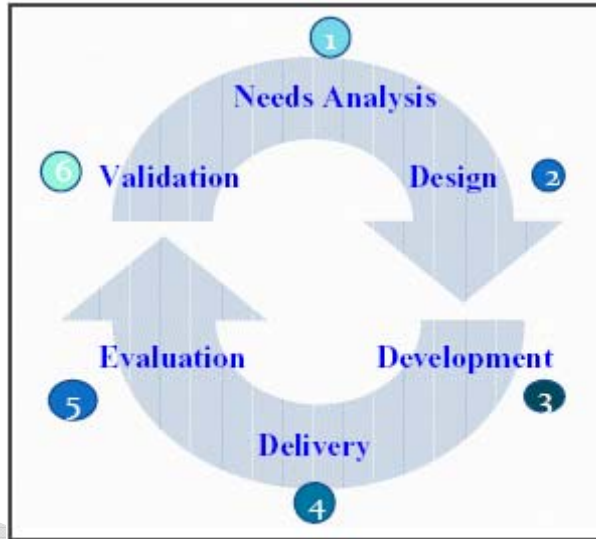 1
Needs Analysis
6
Validation
Design
2
Evaluation
Development
5
3
Delivery
4